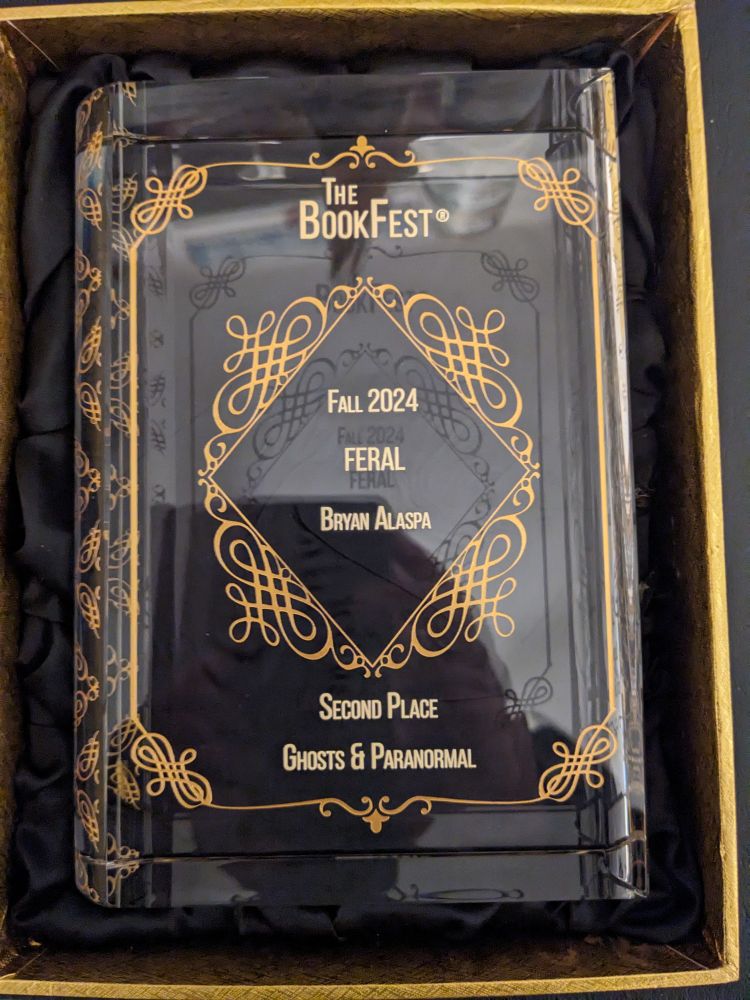 The
BookFest®
Fall 2024
FERAL
Bryan Alaspa
Second Place
Ghosts & Paranormal